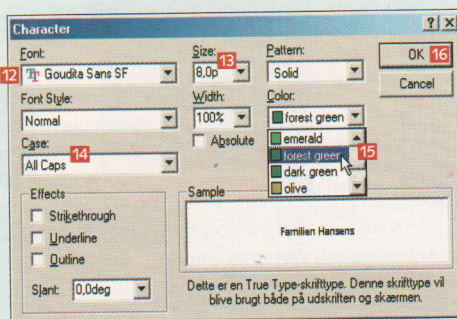 Character
? X
Font:
12 Goudita Sans SF
Size:
13
8,0p
Pattern:
Solid
OK 16
Cancel
Font Style:
Normal
Width:
100%
Absolute
Color:
forest green
emerald
forest green
15
dark green
olive
Case:
14
All Caps
Effects
Strikethrough
Underline
Outline
Slant: 0,0deg
Sample
Familien Hansens
Dette er en True Type-skrifttype. Denne skrifttype vil
blive brugt både på udskriften og skærmen.